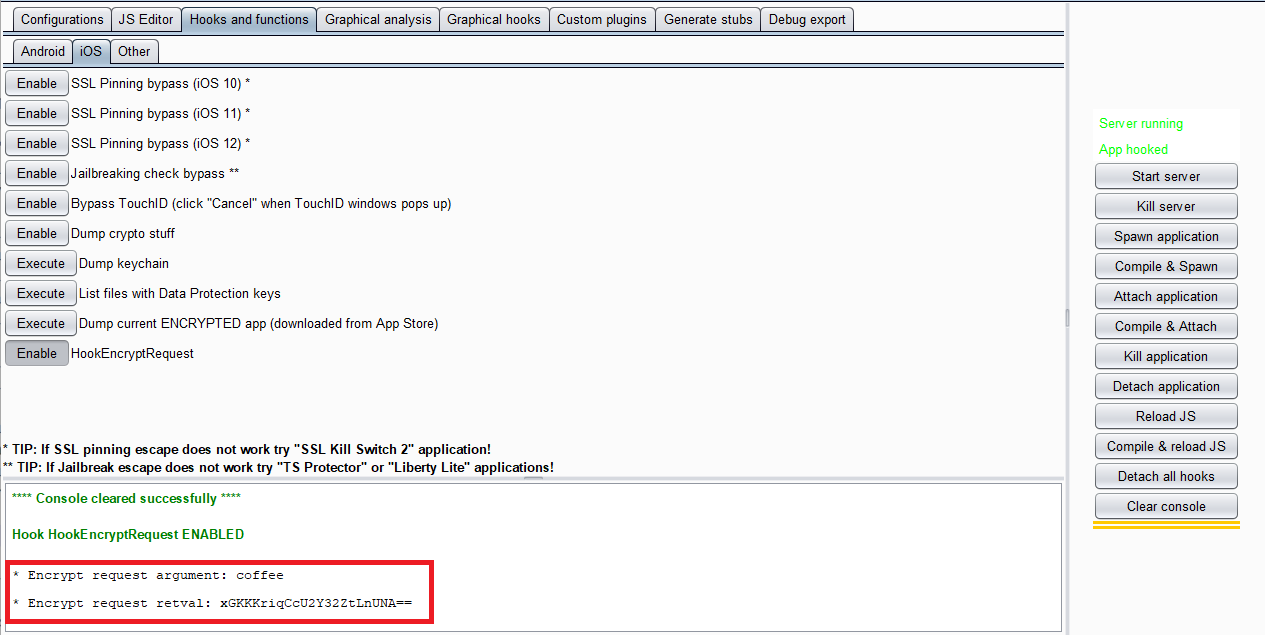 Configurations JS Editor Hooks and functions Graphical analysis Graphical hooks Custom plugins Generate stubs Debug export
Android iOS Other
Enable SSL Pinning bypass (iOS 10) *
Enable SSL Pinning bypass (iOS 11) *
Enable SSL Pinning bypass (iOS 12) *
Enable Jailbreaking check bypass **
Enable Bypass TouchID (click "Cancel" when TouchID windows pops up)
Enable Dump crypto stuff
Execute Dump keychain
Execute List files with Data Protection keys
Execute Dump current ENCRYPTED app (downloaded from App Store)
Enable HookEncryptRequest
* TIP: If SSL pinning escape does not work try "SSL Kill Switch 2" application!
** TIP: If Jailbreak escape does not work try "TS Protector" or "Liberty Lite" applications!
**** Console cleared successfully ****
Hook HookEncryptRequest ENABLED
* Encrypt request argument: coffee
* Encrypt request retval: xGKKKriqCcU2Y32ZtLnUNA==
Server running
App hooked
Start server
Kill server
Spawn application
Compile & Spawn
Attach application
Compile & Attach
Kill application
Detach application
Reload JS
Compile & reload JS
Detach all hooks
Clear console